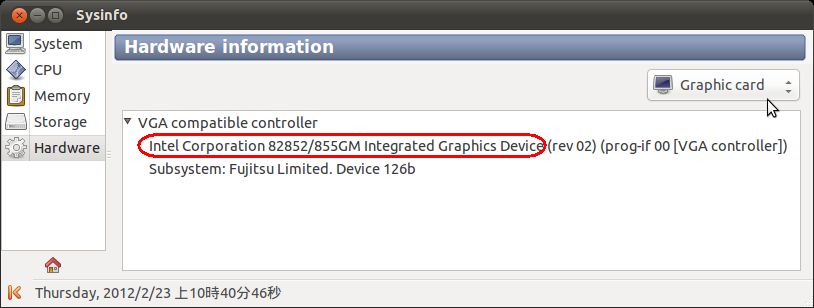 Sysinfo
System
CPU
Memory
Storage
Hardware
Hardware information
Graphic card
VGA compatible controller
Intel Corporation 82852/855GM Integrated Graphics Device (rev 02) (prog-if 00 [VGA controller])
Subsystem: Fujitsu Limited. Device 126b
Thursday, 2012/2/23 上10時40分46秒